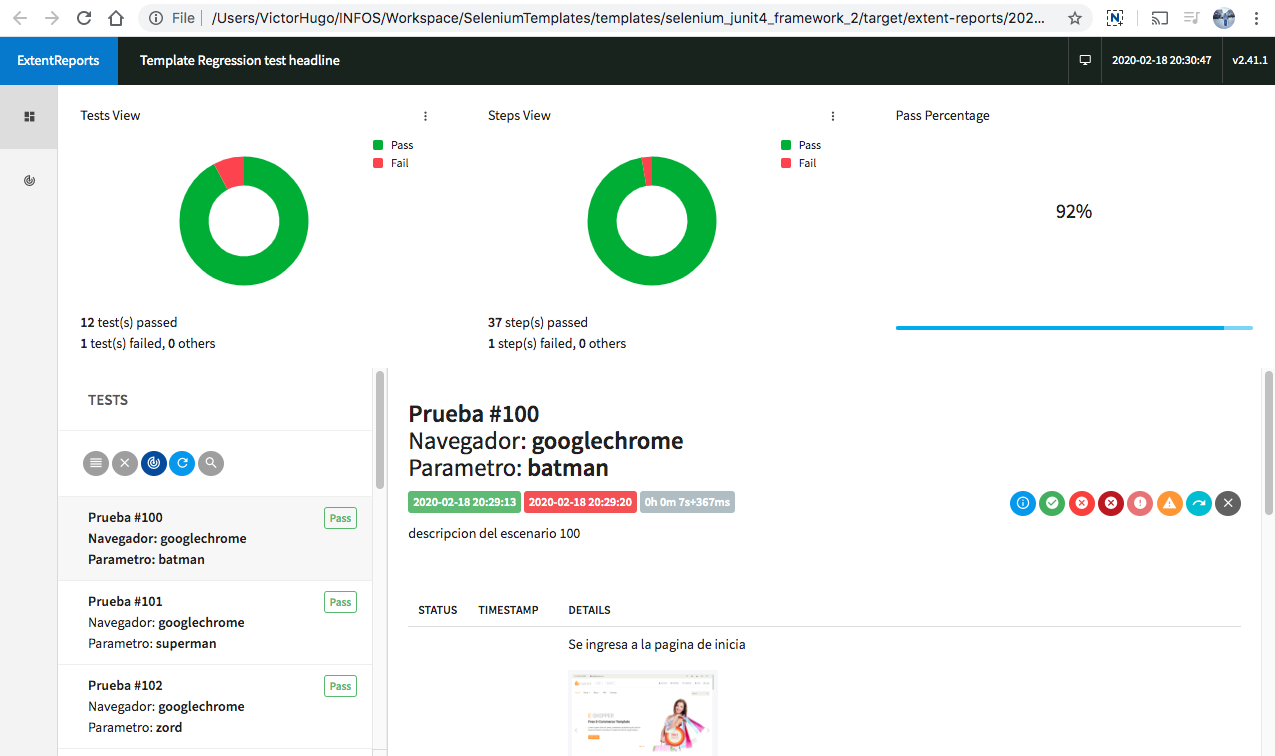 File /Users/VictorHugo/INFOS/Workspace/SeleniumTemplates/templates/selenium_junit4_framework_2/target/extent-reports/202...
ExtentReports
Template Regression test headline
2020-02-18 20:30:47
v2.41.1
Tests View
Pass
Fail
12 test(s) passed
1 test(s) failed, 0 others
Steps View
Pass
Fail
37 step(s) passed
1 step(s) failed, 0 others
Pass Percentage
92%
TESTS
Prueba #100
Pass
Navegador: googlechrome
Parametro: batman
Prueba #101
Pass
Navegador: googlechrome
Parametro: superman
Prueba #102
Pass
Navegador: googlechrome
Parametro: zord
Prueba #100
Navegador: googlechrome
Parametro: batman
2020-02-18 20:29:13 2020-02-18 20:29:20 0h 0m 7s+367ms
descripcion del escenario 100
STATUS TIMESTAMP DETAILS
Se ingresa a la pagina de inicia